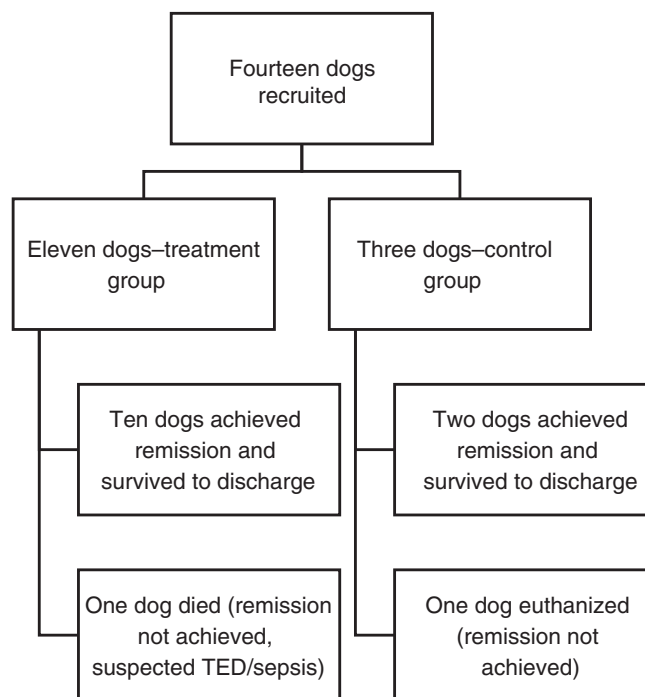 Fourteen dogs
recruited
Eleven dogs–treatment
group
Three dogs–control
group
Ten dogs achieved
remission and
survived to discharge
Two dogs achieved
remission and
survived to discharge
One dog died (remission
not achieved,
suspected TED/sepsis)
One dog euthanized
(remission not
achieved)